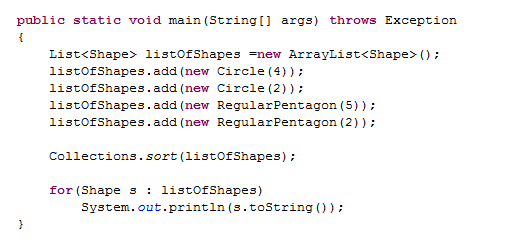 public static void main(String[] args) throws Exception
{
    List<Shape> listOfShapes =new ArrayList<Shape>();
    listOfShapes.add(new Circle(4));
    listOfShapes.add(new Circle(2));
    listOfShapes.add(new RegularPentagon(5));
    listOfShapes.add(new RegularPentagon(2));

    Collections.sort(listOfShapes);

    for(Shape s : listOfShapes)
        System.out.println(s.toString());
}